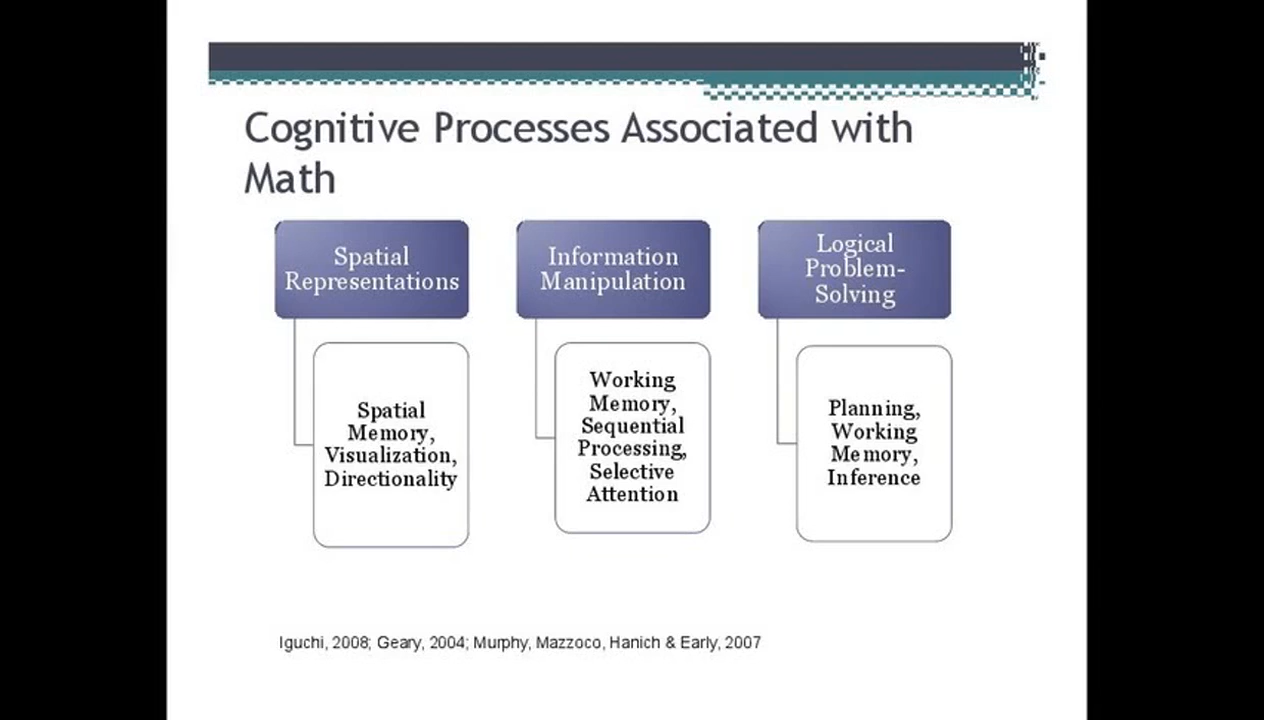 Cognitive Processes Associated with
Math
Spatial
Representations
Spatial
Memory,
Visualization,
Directionality
Information
Manipulation
Working
Memory,
Sequential
Processing,
Selective
Attention
Logical
Problem-
Solving
Planning,
Working
Memory,
Inference
Iguchi, 2008; Geary, 2004; Murphy, Mazzoco, Hanich & Early, 2007